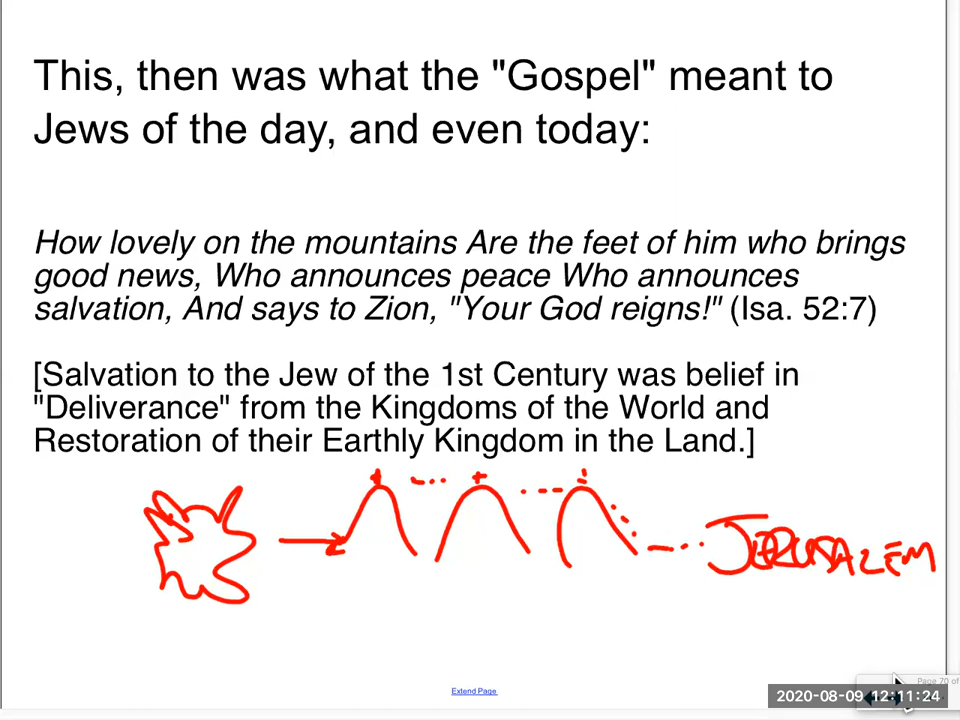 This, then was what the "Gospel" meant to
Jews of the day, and even today:
How lovely on the mountains Are the feet of him who brings
good news, Who announces peace Who announces
salvation, And says to Zion, "Your God reigns!" (Isa. 52:7)
[Salvation to the Jew of the 1st Century was belief in
"Deliverance" from the Kingdoms of the World and
Restoration of their Earthly Kingdom in the Land.]
JERUSALEM
Extend Page
Page 70 of
2020-08-09 12:11:24